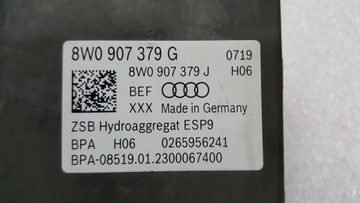 8W0 907 379 G 0719
8W0 907 379 J H06
BEF
XXX Made in Germany
ZSB Hydroaggregat ESP9
BPA H06 0265956241
BPA-08519.01.2300067400